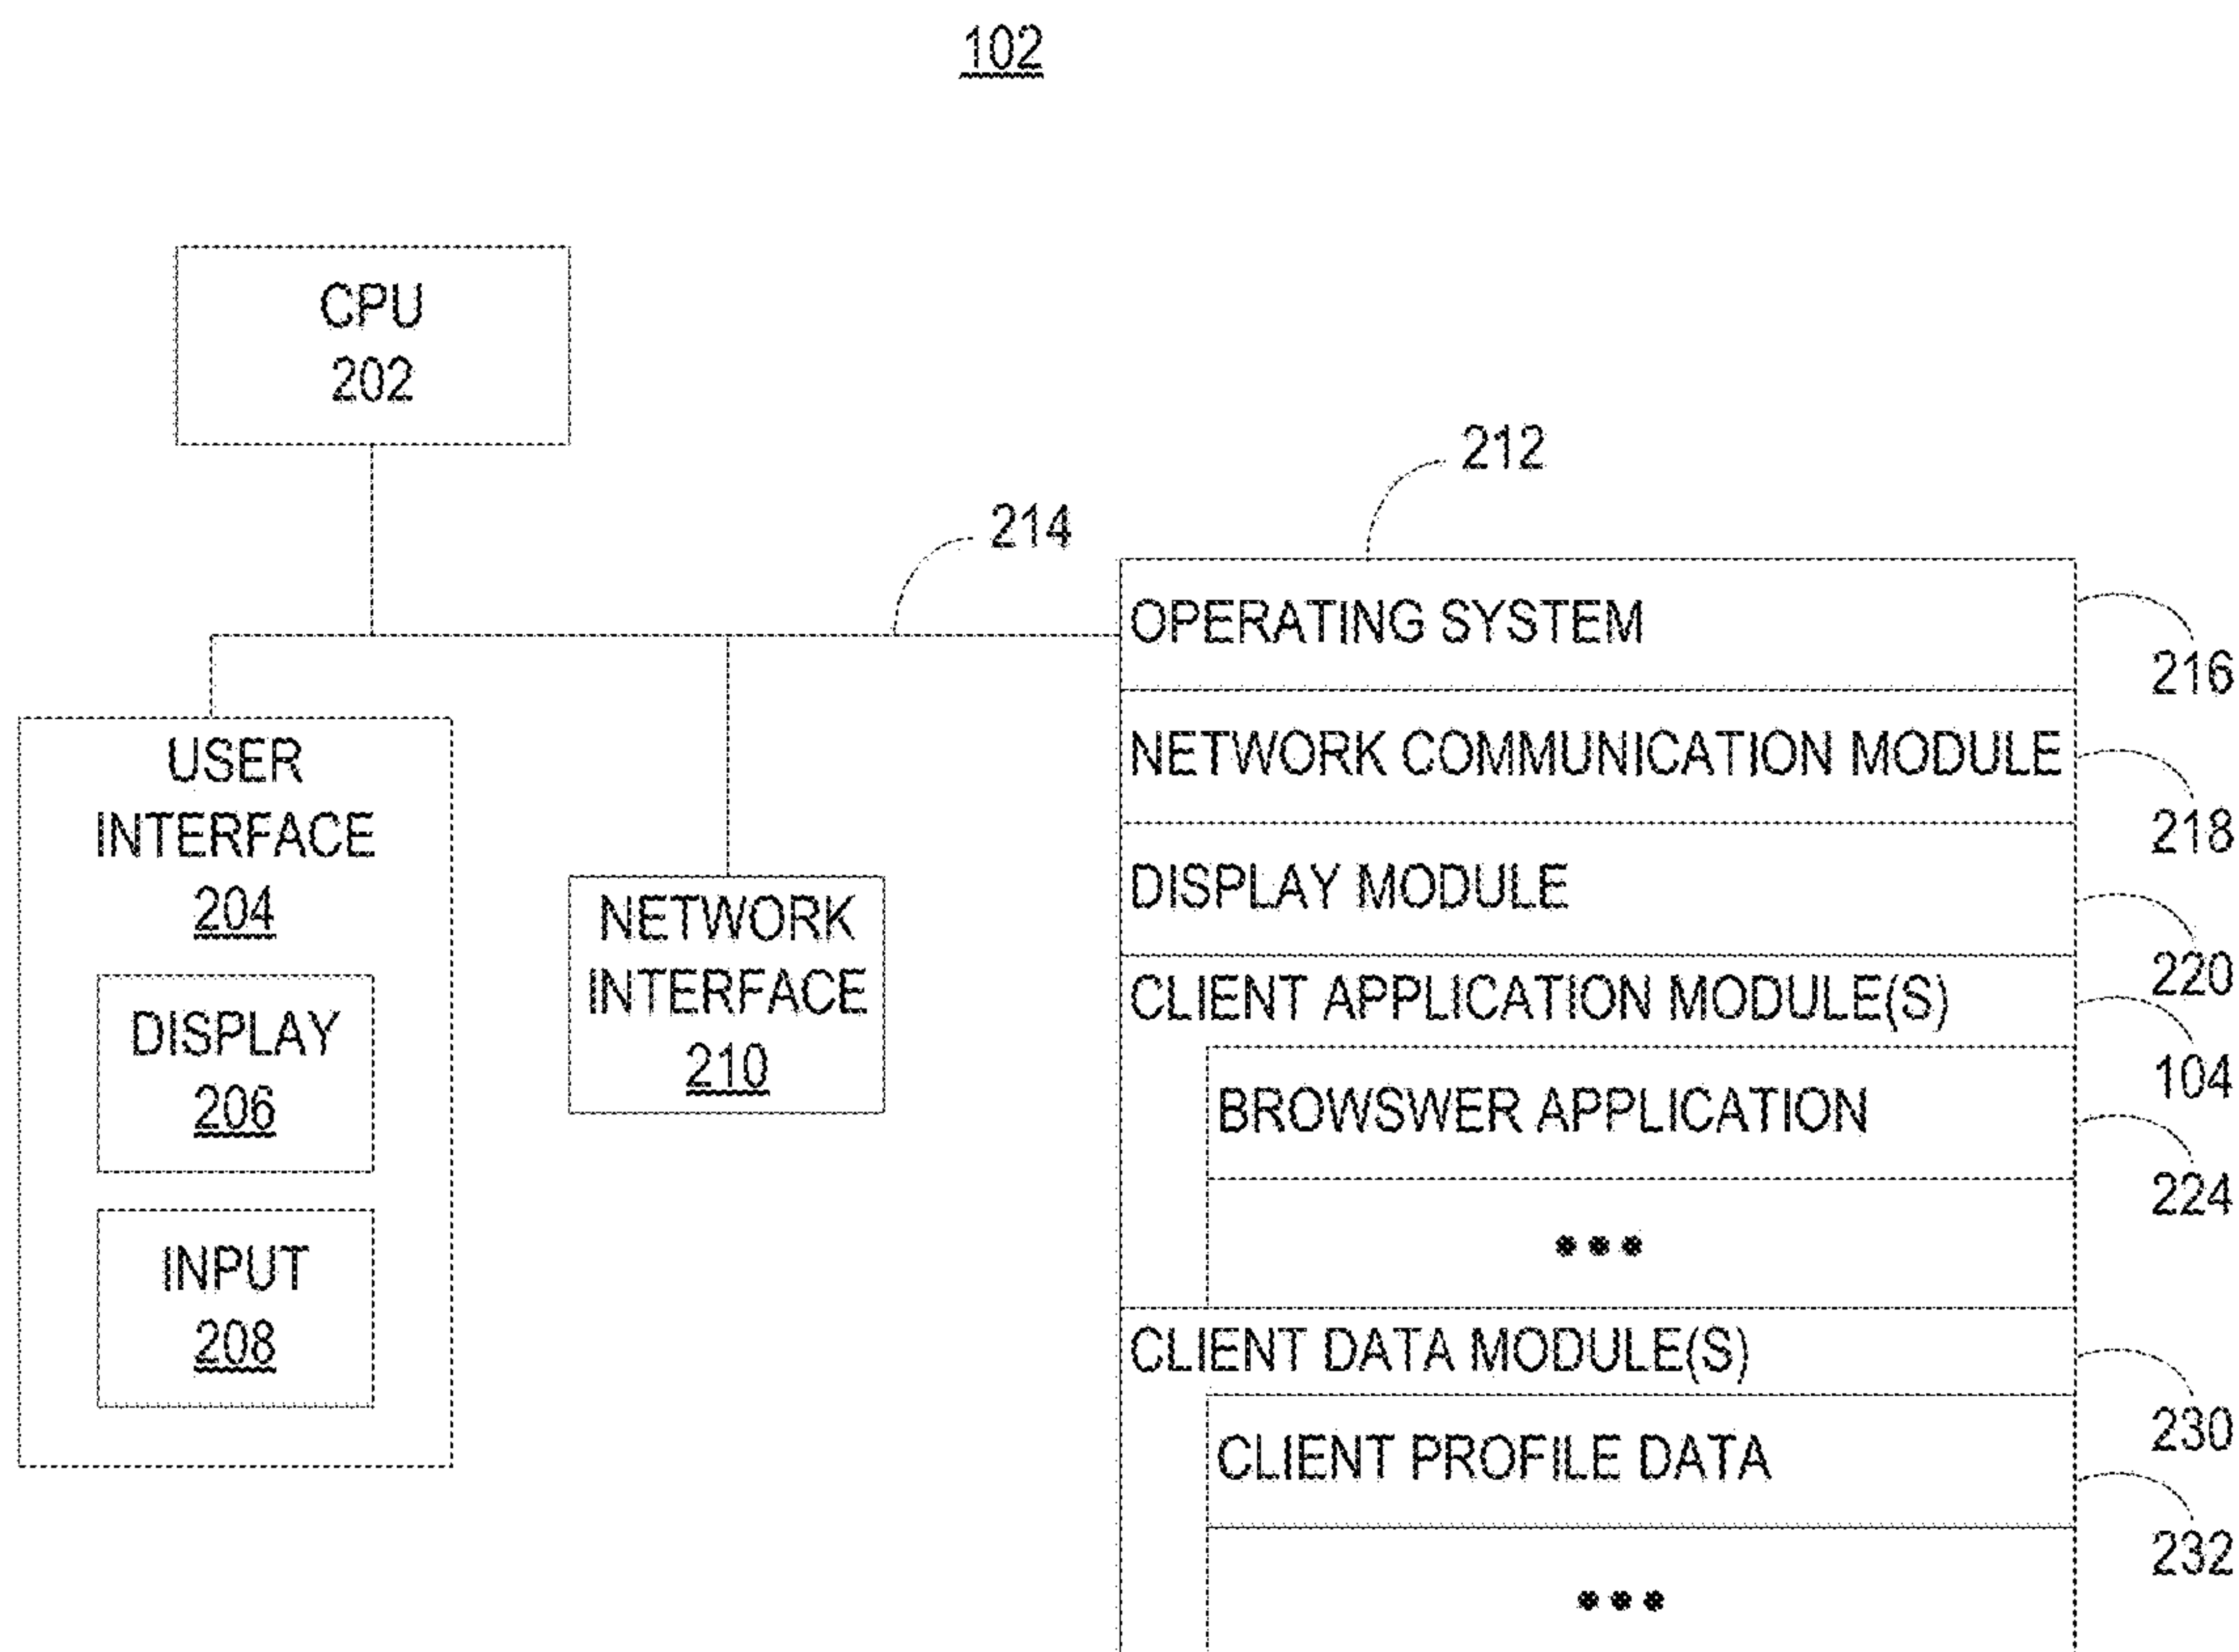 102
CPU
202
212
214
OPERATING SYSTEM
216
NETWORK COMMUNICATION MODULE
218
DISPLAY MODULE
220
CLIENT APPLICATION MODULE(S)
104
BROWSWER APPLICATION
224
•••
CLIENT DATA MODULE(S)
230
CLIENT PROFILE DATA
232
•••
USER
INTERFACE
204
DISPLAY
206
INPUT
208
NETWORK
INTERFACE
210